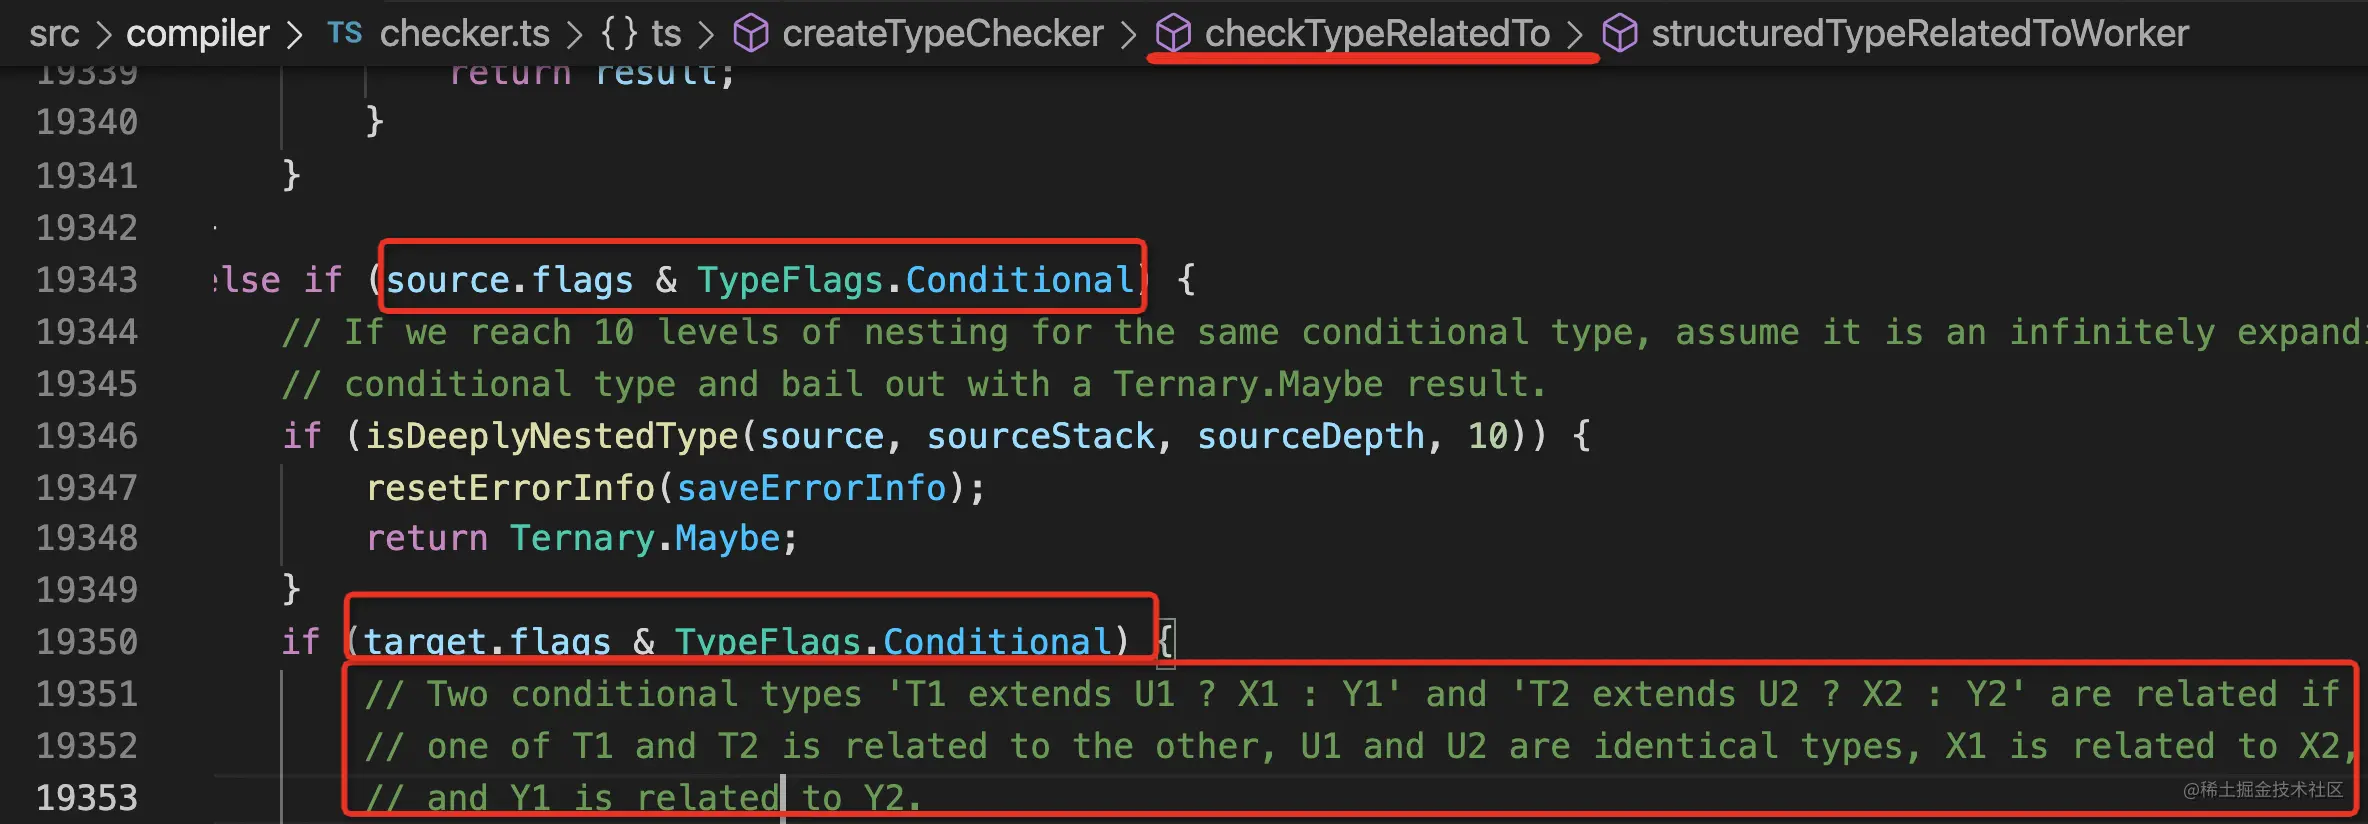 src > compiler > TS checker.ts > {} ts > createTypeChecker > checkTypeRelatedTo > structuredTypeRelatedToWorker
19339 return result;
19340 }
19341 }
19342
19343 else if (source.flags & TypeFlags.Conditional) {
19344 // If we reach 10 levels of nesting for the same conditional type, assume it is an infinitely expandi
19345 // conditional type and bail out with a Ternary.Maybe result.
19346 if (isDeeplyNestedType(source, sourceStack, sourceDepth, 10)) {
19347 resetErrorInfo(saveErrorInfo);
19348 return Ternary.Maybe;
19349 }
19350 if (target.flags & TypeFlags.Conditional) {
19351 // Two conditional types 'T1 extends U1 ? X1 : Y1' and 'T2 extends U2 ? X2 : Y2' are related if
19352 // one of T1 and T2 is related to the other, U1 and U2 are identical types, X1 is related to X2,
19353 // and Y1 is related to Y2.
@稀土掘金技术社区